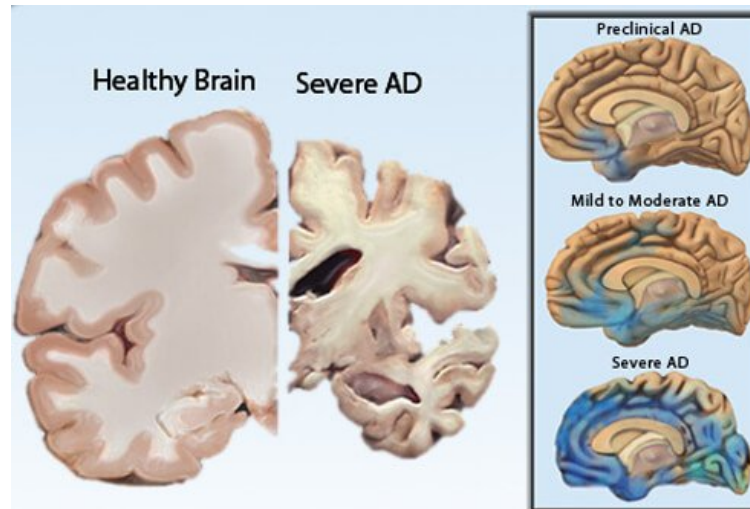 Healthy Brain
Severe AD
Preclinical AD
Mild to Moderate AD
Severe AD